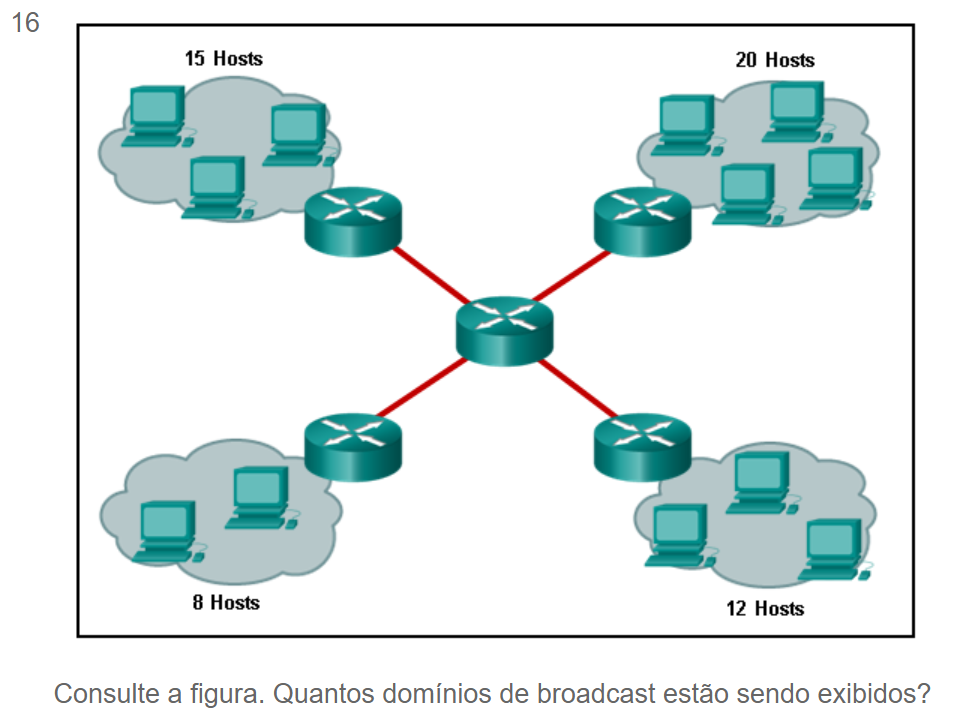 16
15 Hosts
20 Hosts
8 Hosts
12 Hosts
Consulte a figura. Quantos domínios de broadcast estão sendo exibidos?